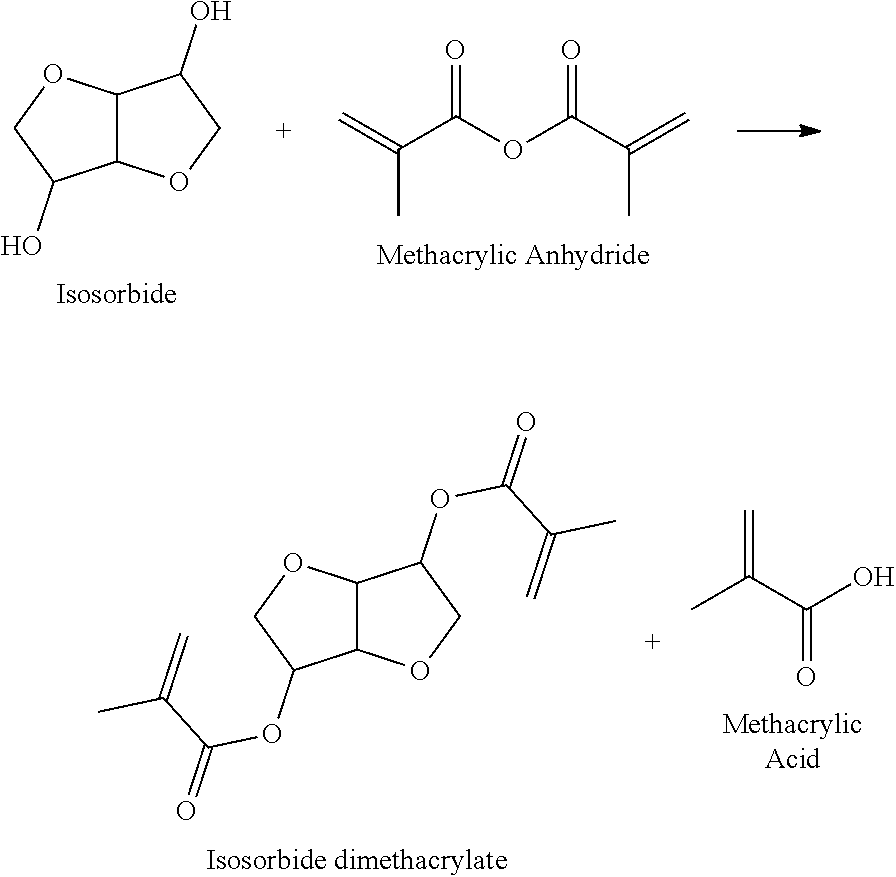 OH
O
O
O
+
O
O
HO
Methacrylic Anhydride
Isosorbide
O
O
O
OH
+
O
O
O
Methacrylic
Acid
O
Isosorbide dimethacrylate